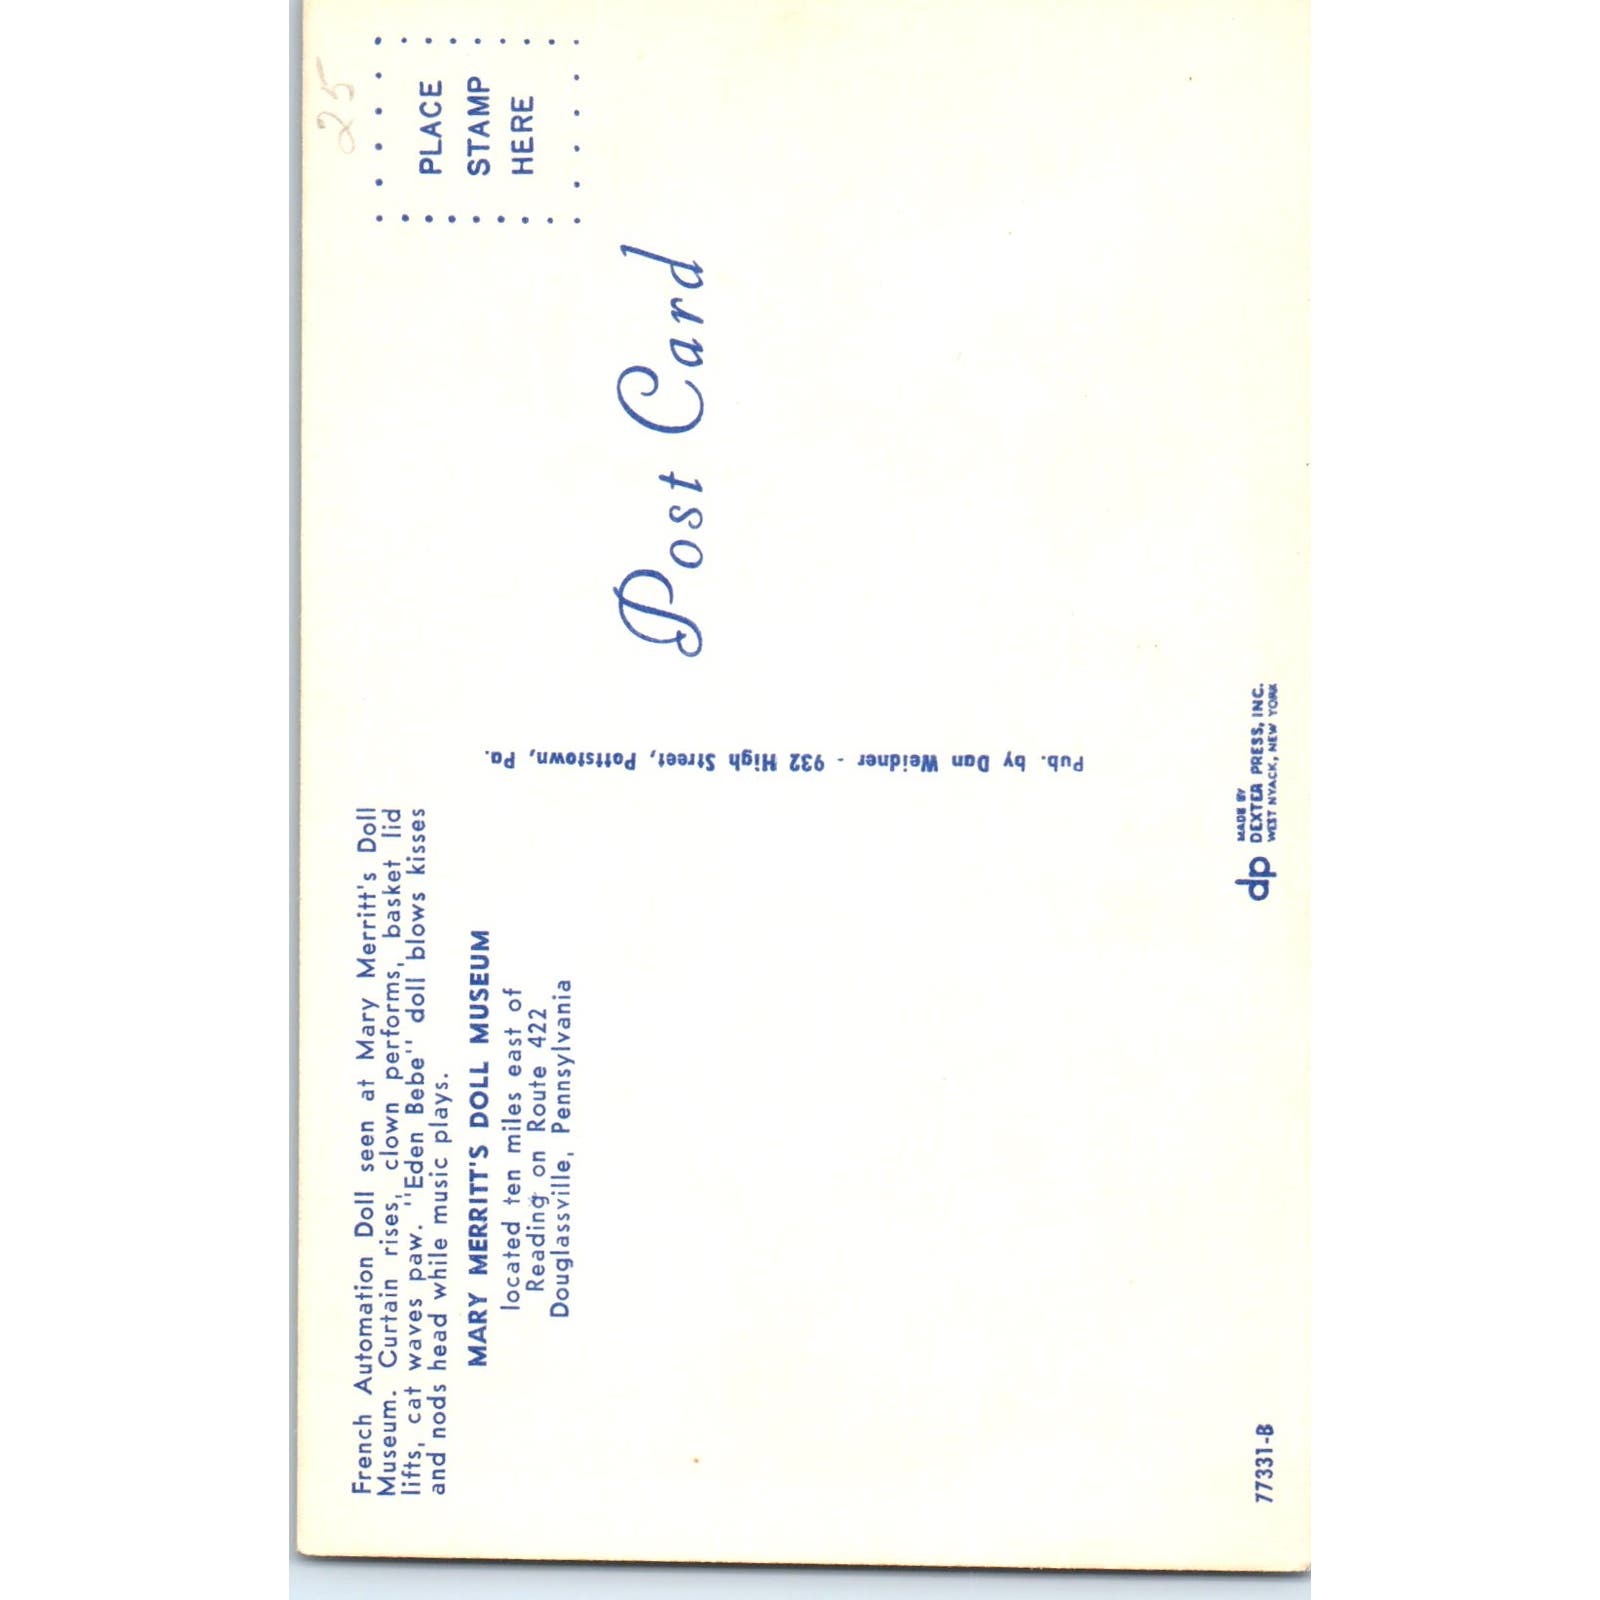 French Automation Doll seen at Mary Merritt's Doll
Museum. Curtain rises, clown performs, basket lid
lifts, cat waves paw. "Eden Bebe" doll blows kisses
and nods head while music plays.
MARY MERRITT'S DOLL MUSEUM
located ten miles east of
Reading on Route 422
Douglassville, Pennsylvania
25
PLACE
STAMP
HERE
Post Card
Pub. by Dan Weidner - 932 High Street, Pottstown, Pa.
77331-B
dp
MADE BY
DEXTER PRESS, INC.
WEST NYACK, NEW YORK